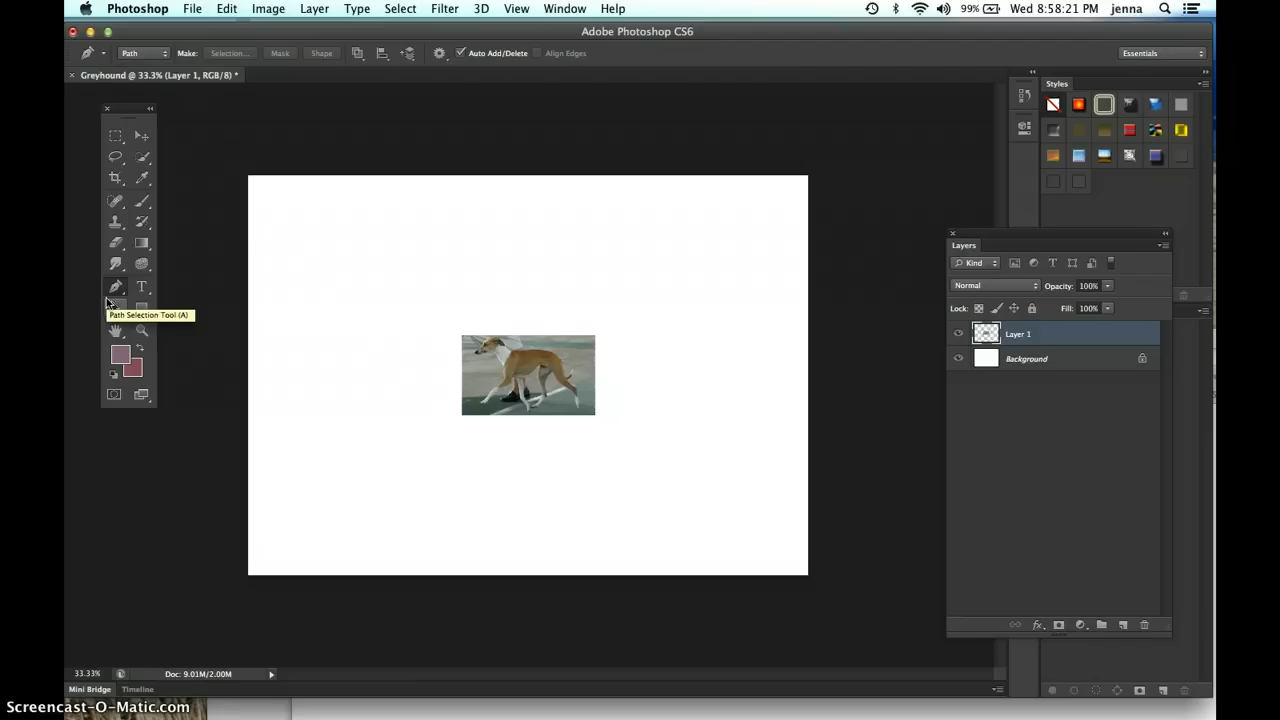 Photoshop File Edit Image Layer Type Select Filter 3D View Window Help 99% Wed 8:58:21 PM jenna
Adobe Photoshop CS6
Path Make: Selection... Mask Shape Auto Add/Delete Align Edges Essentials
× Greyhound @ 33.3% (Layer 1, RGB/8) *
Styles
T
Path Selection Tool (A)
Layers
Kind T
Normal Opacity: 100%
Lock: Fill: 100%
Layer 1
Background
fx
33.33% Doc: 9.01M/2.00M
Mini Bridge Timeline
Screencast-O-Matic.com